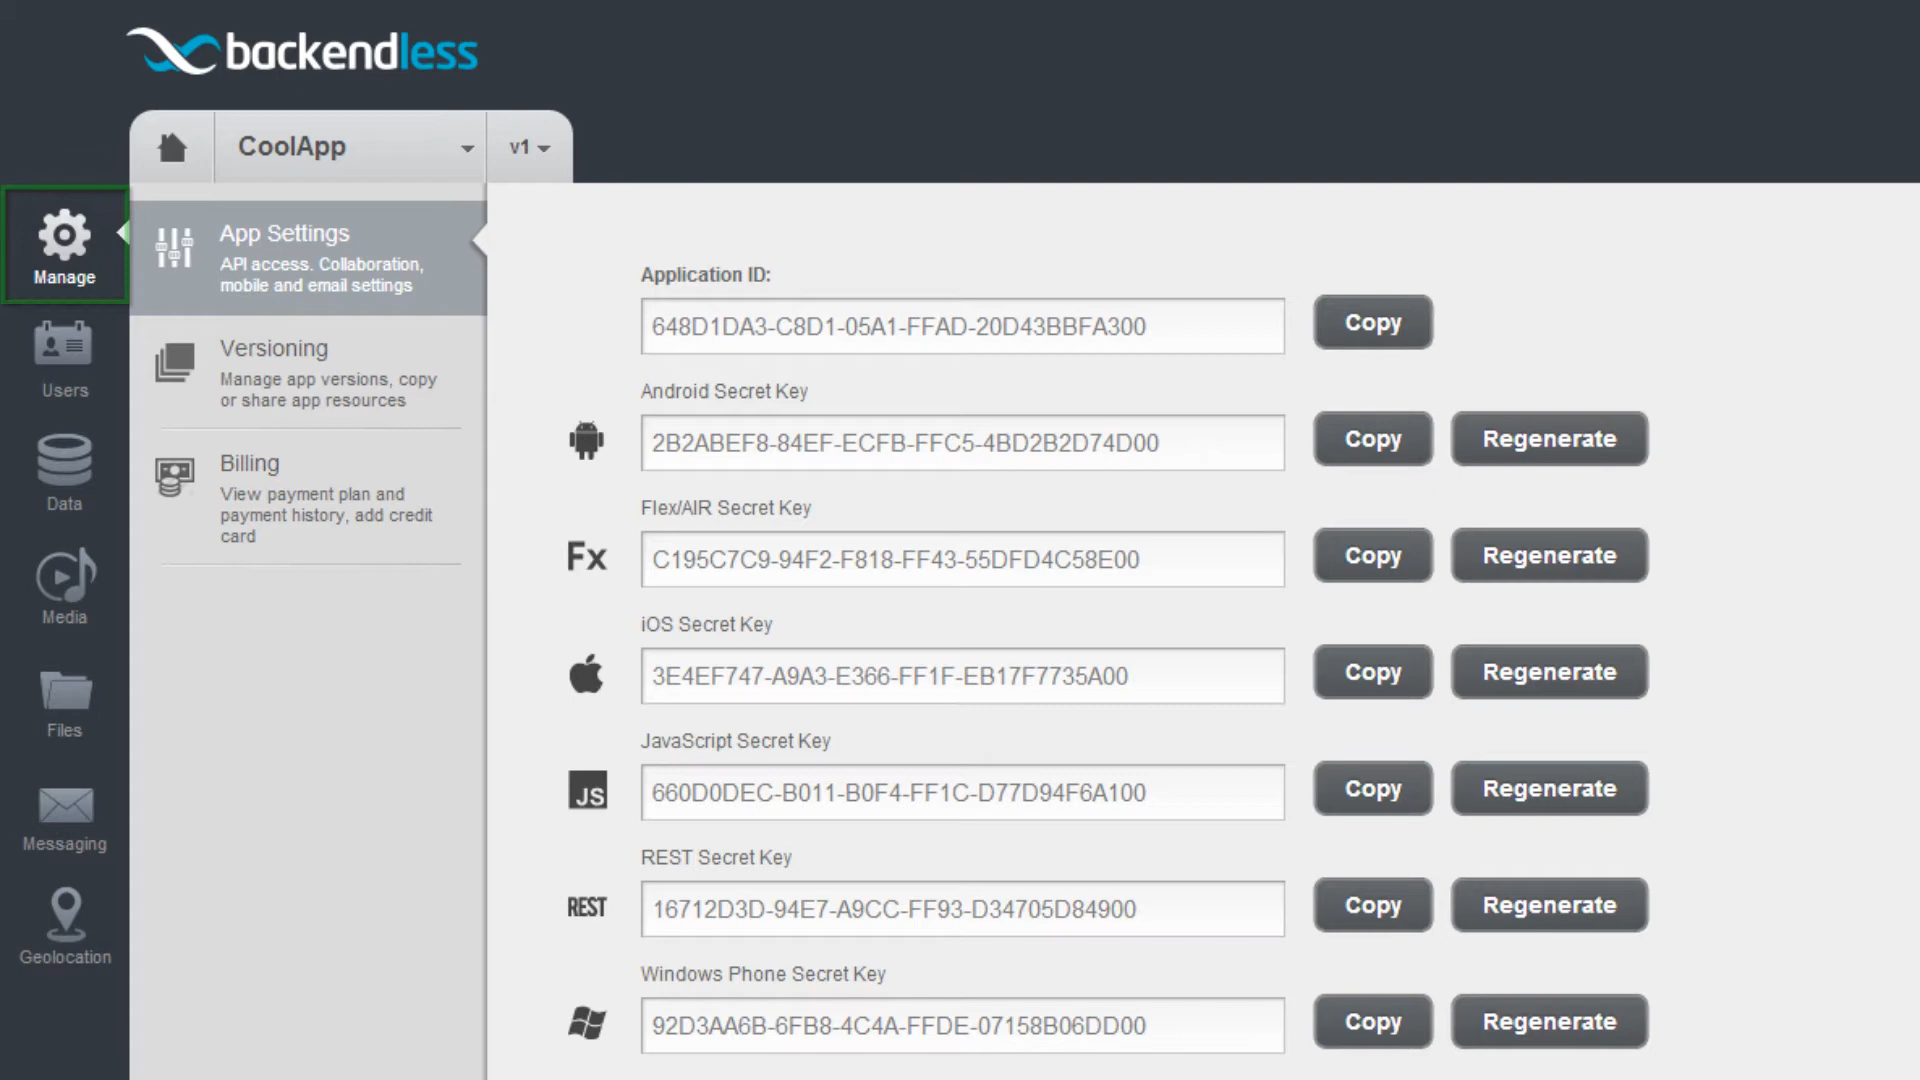 backendless
CoolApp
v1
Manage
Users
Data
Media
Files
Messaging
Geolocation
App Settings
API access. Collaboration,
mobile and email settings
Versioning
Manage app versions, copy
or share app resources
Billing
View payment plan and
payment history, add credit
card
Application ID:
648D1DA3-C8D1-05A1-FFAD-20D43BBFA300
Copy
Android Secret Key
2B2ABEF8-84EF-ECFB-FFC5-4BD2B2D74D00
Copy
Regenerate
Flex/AIR Secret Key
Fx
C195C7C9-94F2-F818-FF43-55DFD4C58E00
Copy
Regenerate
iOS Secret Key
3E4EF747-A9A3-E366-FF1F-EB17F7735A00
Copy
Regenerate
JavaScript Secret Key
JS
660D0DEC-B011-B0F4-FF1C-D77D94F6A100
Copy
Regenerate
REST Secret Key
REST
16712D3D-94E7-A9CC-FF93-D34705D84900
Copy
Regenerate
Windows Phone Secret Key
92D3AA6B-6FB8-4C4A-FFDE-07158B06DD00
Copy
Regenerate